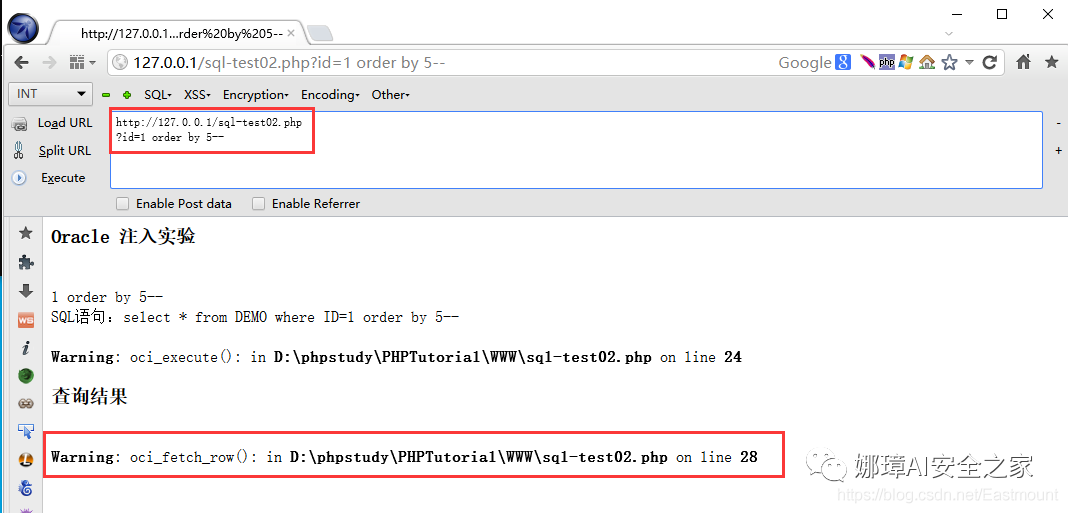 http://127.0.0.1...rder%20by%205-- ×
127.0.0.1/sql-test02.php?id=1 order by 5--
Google 8 php
INT
SQL▾ XSS▾ Encryption▾ Encoding▾ Other▾
Load URL
Split URL
Execute
http://127.0.0.1/sql-test02.php
?id=1 order by 5--
-
+
Enable Post data Enable Referrer
WS
Oracle 注入实验
1 order by 5--
SQL语句：select * from DEMO where ID=1 order by 5--
Warning: oci_execute(): in D:\phpstudy\PHPTutorial\WWW\sql-test02.php on line 24
查询结果
Warning: oci_fetch_row(): in D:\phpstudy\PHPTutorial\WWW\sql-test02.php on line 28
娜璋AI安全之家
https://blog.csdn.net/Eastmount